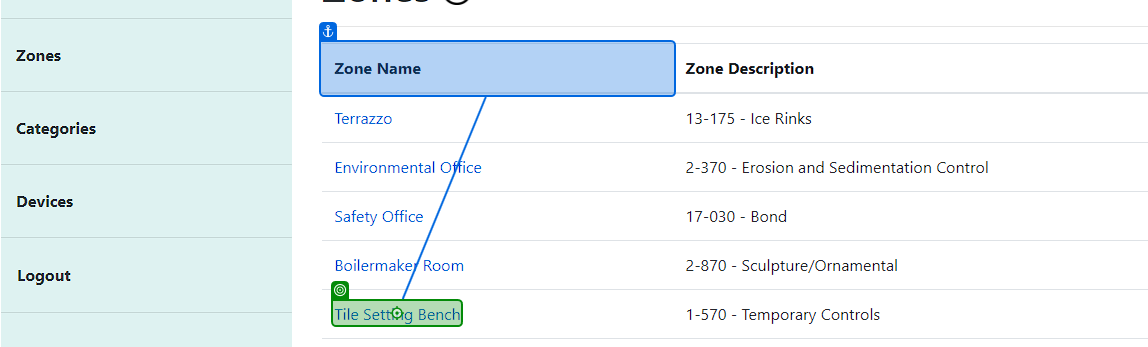 Zones
Zones
Categories
Devices
Logout
Zone Name Zone Description
Terrazzo 13-175 - Ice Rinks
Environmental Office 2-370 - Erosion and Sedimentation Control
Safety Office 17-030 - Bond
Boilermaker Room 2-870 - Sculpture/Ornamental
Tile Setting Bench 1-570 - Temporary Controls